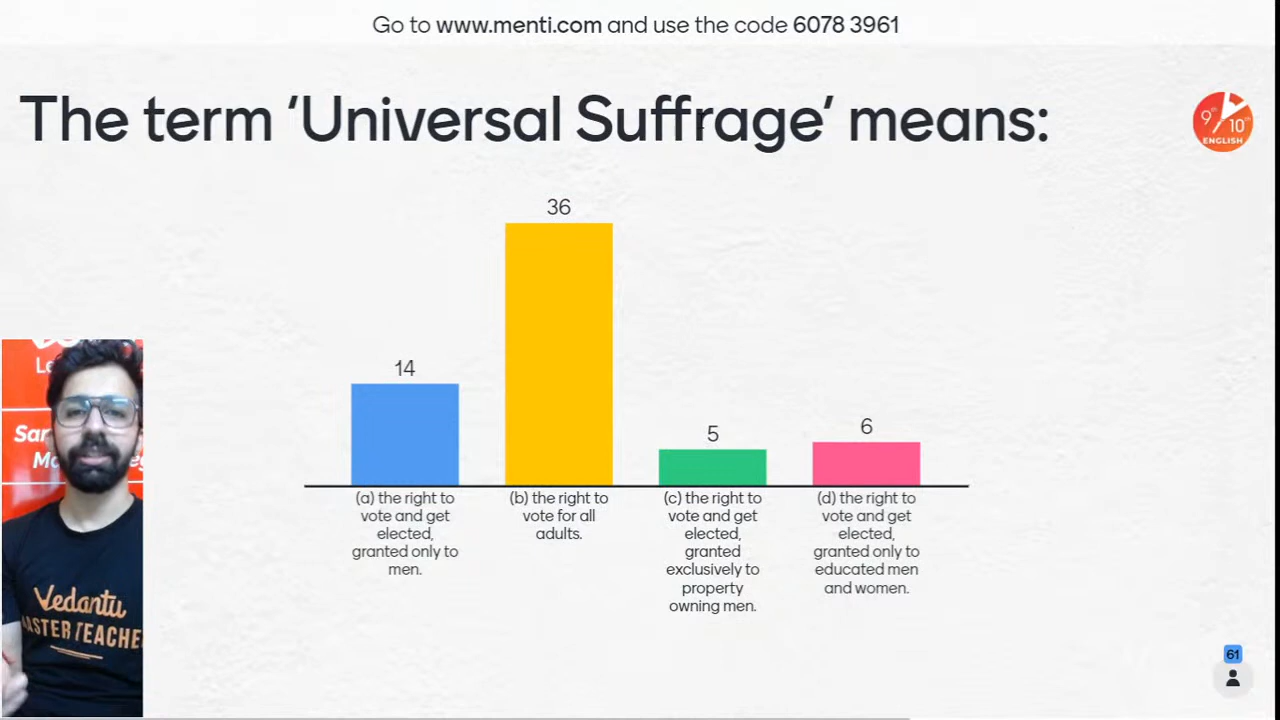 Go to www.menti.com and use the code 6078 3961
The term ‘Universal Suffrage’ means:
9th 10th
ENGLISH
36
14
5
6
(a) the right to
vote and get
elected,
granted only to
men.
(b) the right to
vote for all
adults.
(c) the right to
vote and get
elected,
granted
exclusively to
property
owning men.
(d) the right to
vote and get
elected,
granted only to
educated men
and women.
Vedantu
61